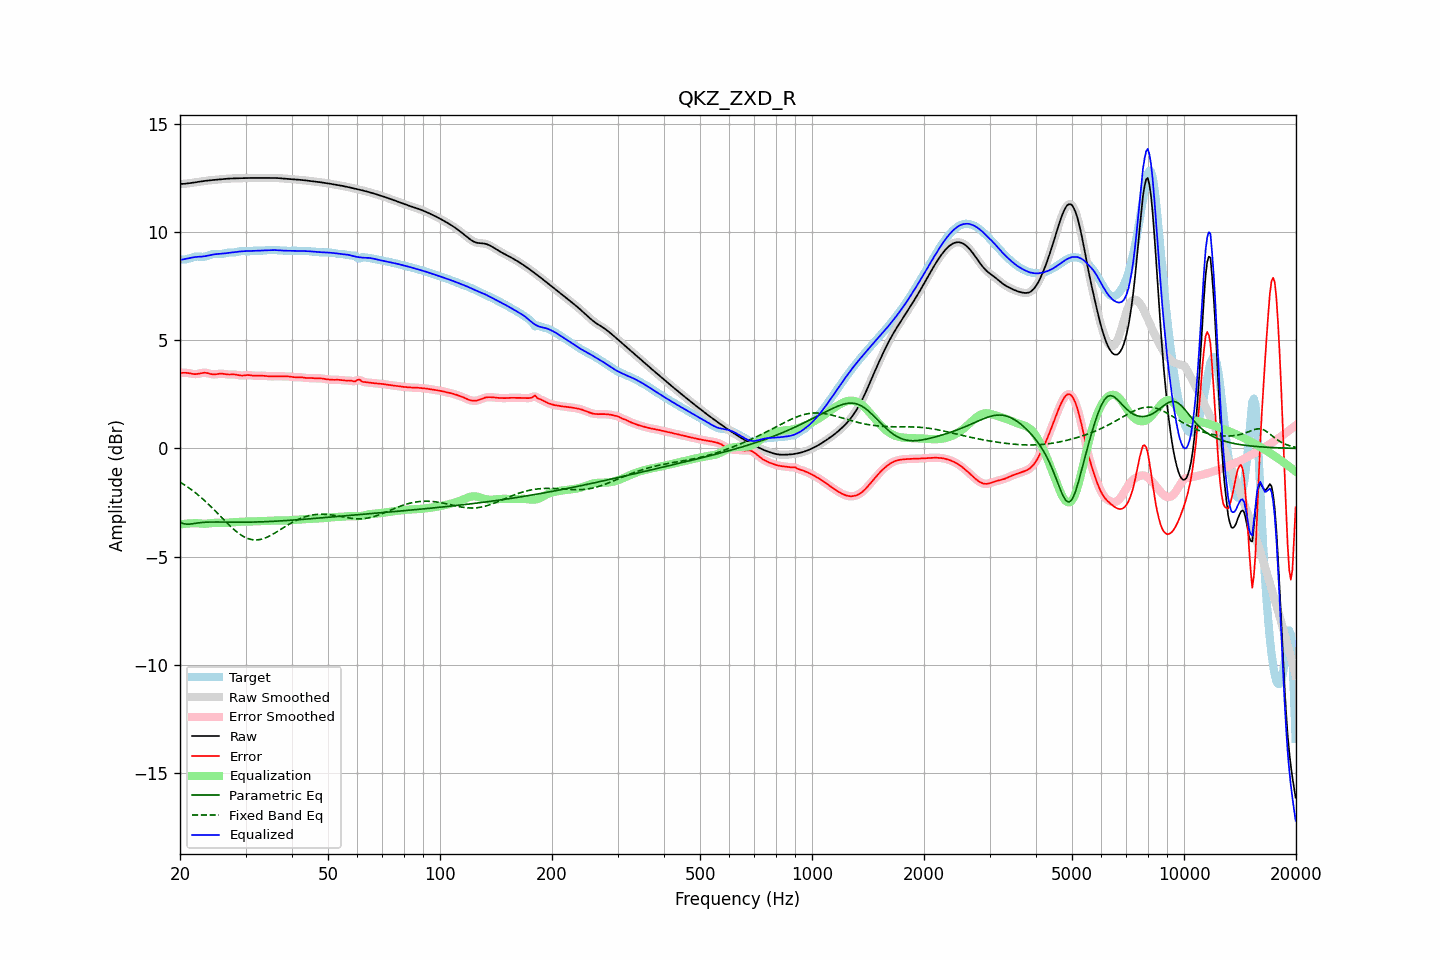 QKZ_ZXD_R
15
10
5
0
−5
−10
−15
Amplitude (dBr)
Target
Raw Smoothed
Error Smoothed
Raw
Error
Equalization
Parametric Eq
Fixed Band Eq
Equalized
20 50 100 200 500 1000 2000 5000 10000 20000
Frequency (Hz)